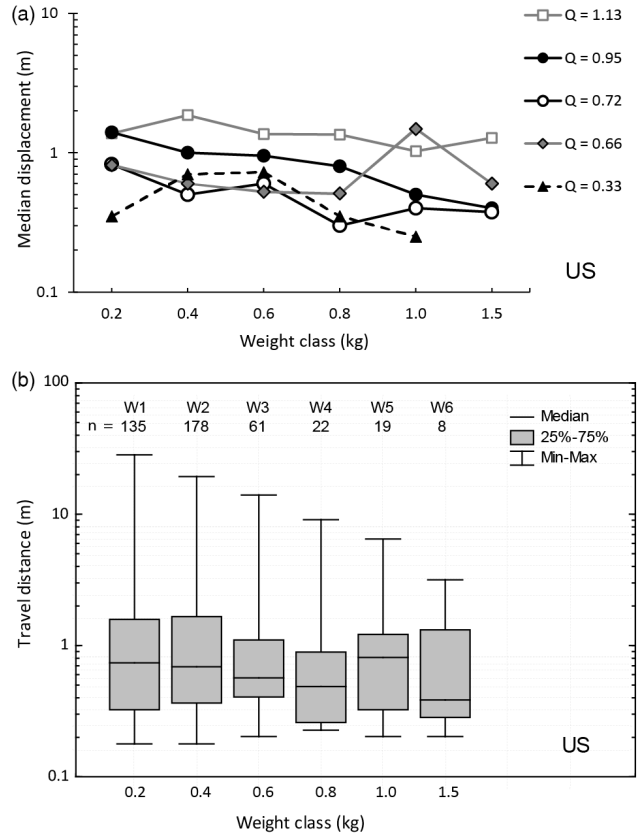 (a)
10
1
0.1
Median displacement (m)
0.2 0.4 0.6 0.8 1.0 1.5
Weight class (kg)
Q = 1.13
Q = 0.95
Q = 0.72
Q = 0.66
Q = 0.33
US
(b)
100
10
1
0.1
Travel distance (m)
W1 W2 W3 W4 W5 W6
n = 135 178 61 22 19 8
Median
25%-75%
Min-Max
US
0.2 0.4 0.6 0.8 1.0 1.5
Weight class (kg)